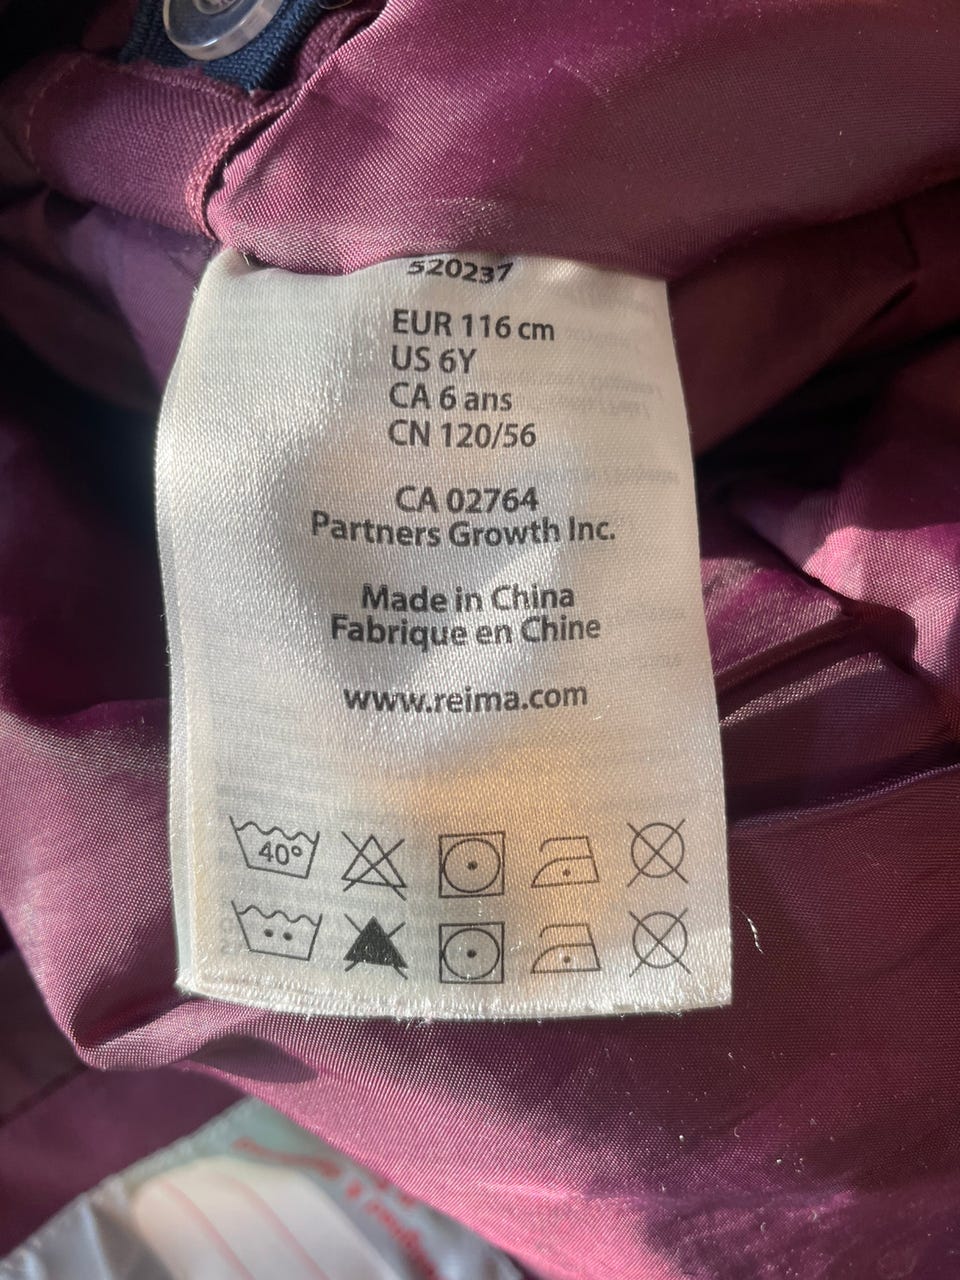 520237
EUR 116 cm
US 6Y
CA 6 ans
CN 120/56
CA 02764
Partners Growth Inc.
Made in China
Fabrique en Chine
www.reima.com
40°